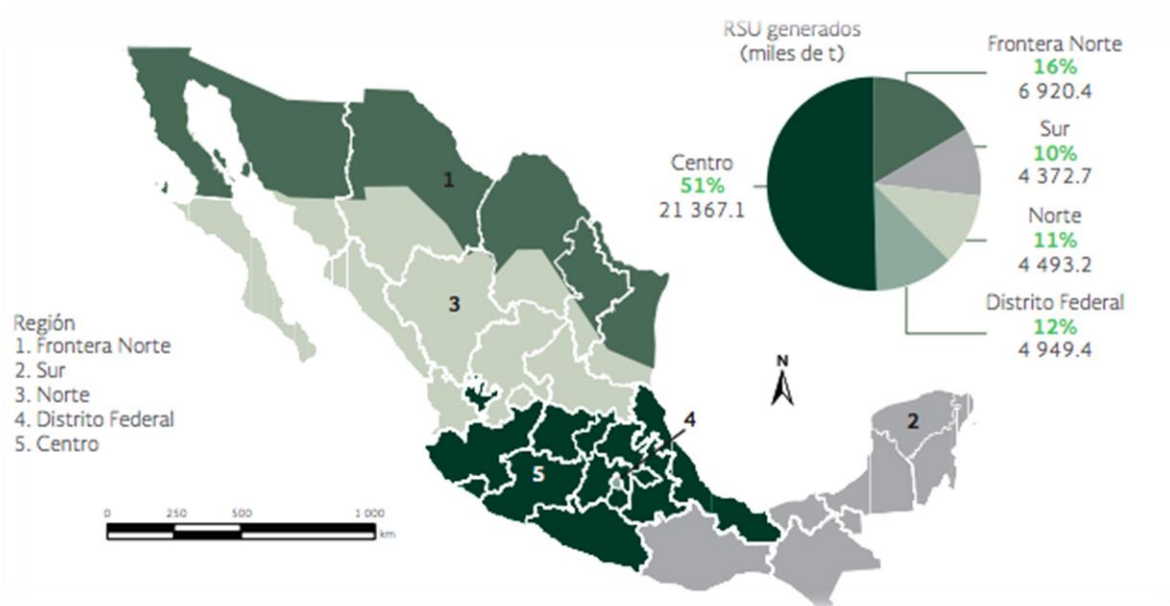 RSU generados
(miles de t)
Frontera Norte
16%
6 920.4
Sur
10%
4 372.7
Norte
11%
4 493.2
Distrito Federal
12%
4 949.4
Centro
51%
21 367.1
1
3
5
4
2
N
Región
1. Frontera Norte
2. Sur
3. Norte
4. Distrito Federal
5. Centro
0 250 500 1 000
km